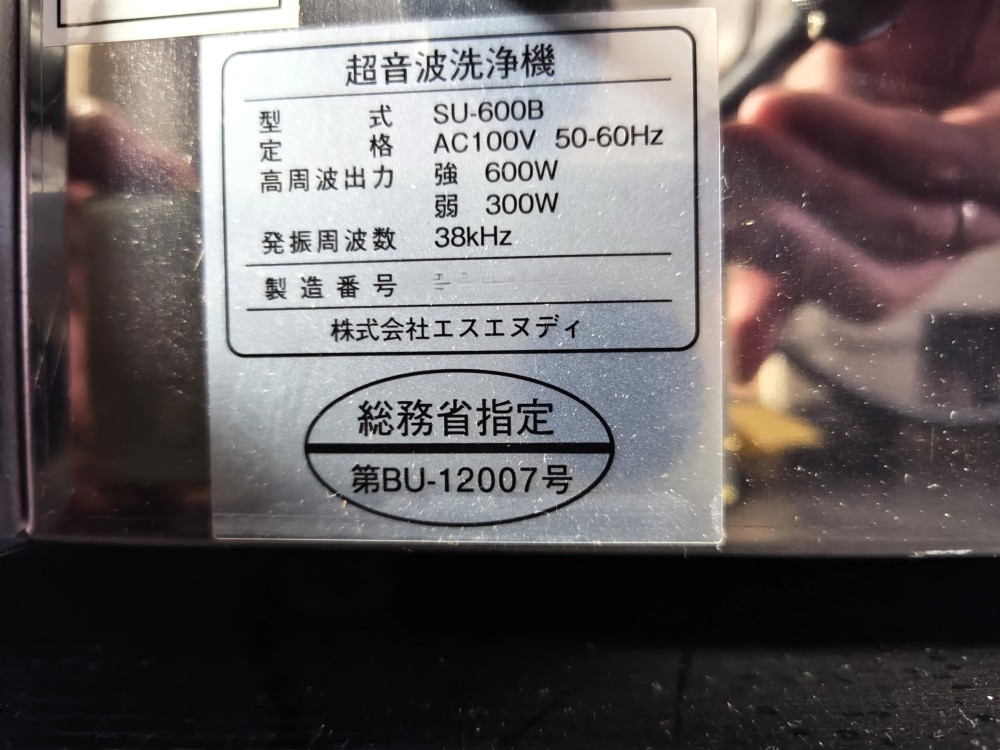 超音波洗浄機
型式 SU-600B
定格 AC100V 50-60Hz
高周波出力 強 600W
弱 300W
発振周波数 38kHz
製造番号
株式会社エスエヌディ
総務省指定
第BU-12007号